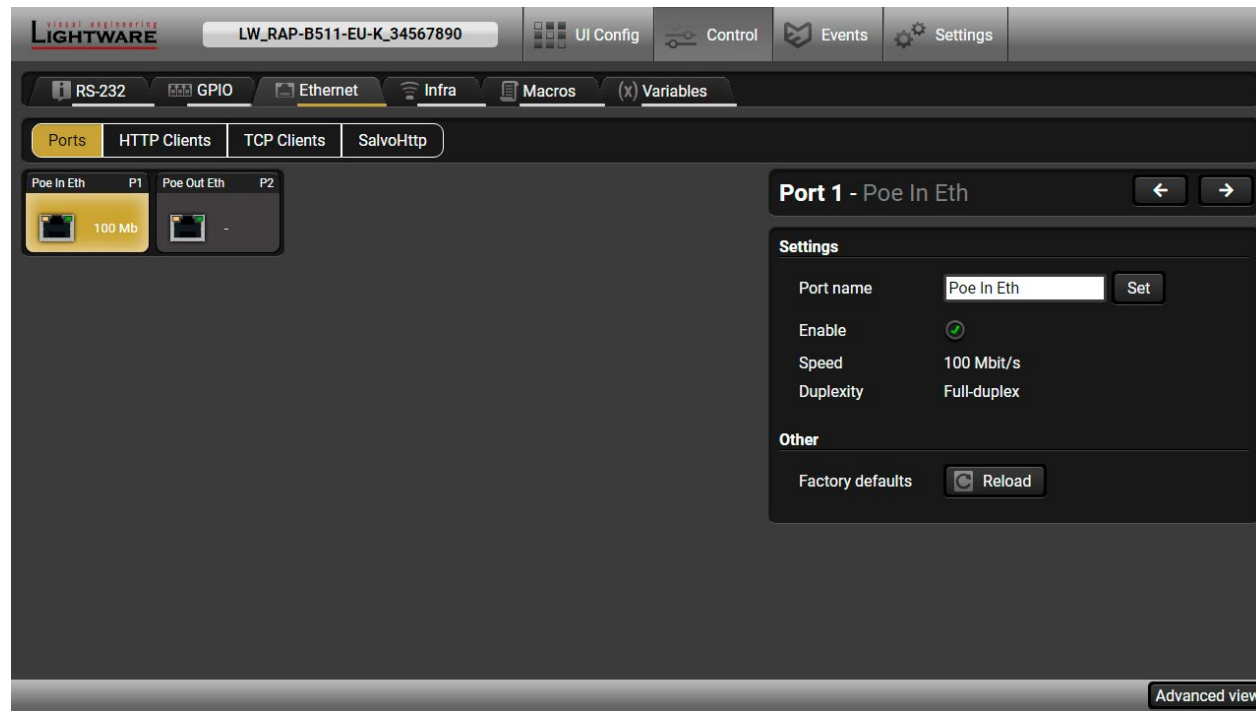 visual engineering
LIGHTWARE
LW_RAP-B511-EU-K_34567890
UI Config
Control
Events
Settings
RS-232
GPIO
Ethernet
Infra
Macros
(x) Variables
Ports
HTTP Clients
TCP Clients
SalvoHttp
Poe In Eth P1
100 Mb
Poe Out Eth P2
-
Port 1 - Poe In Eth
Settings
Port name Poe In Eth Set
Enable
Speed 100 Mbit/s
Duplexity Full-duplex
Other
Factory defaults Reload
Advanced view